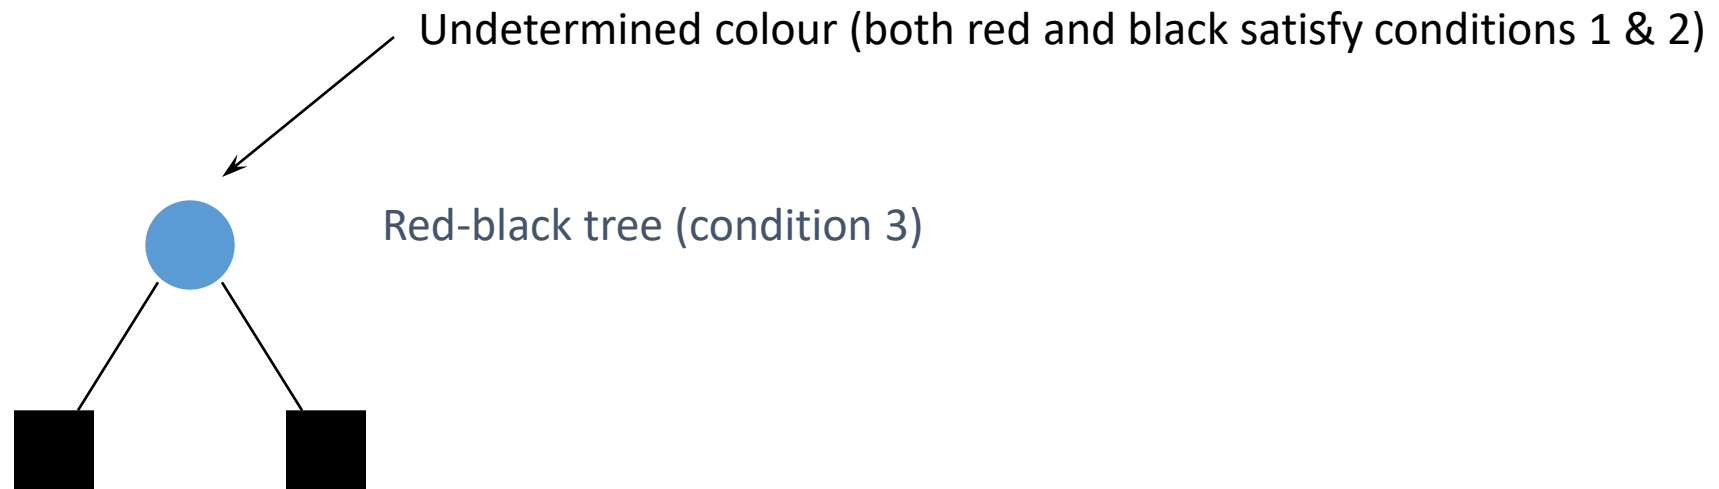 Undetermined colour (both red and black satisfy conditions 1 & 2)
Red-black tree (condition 3)